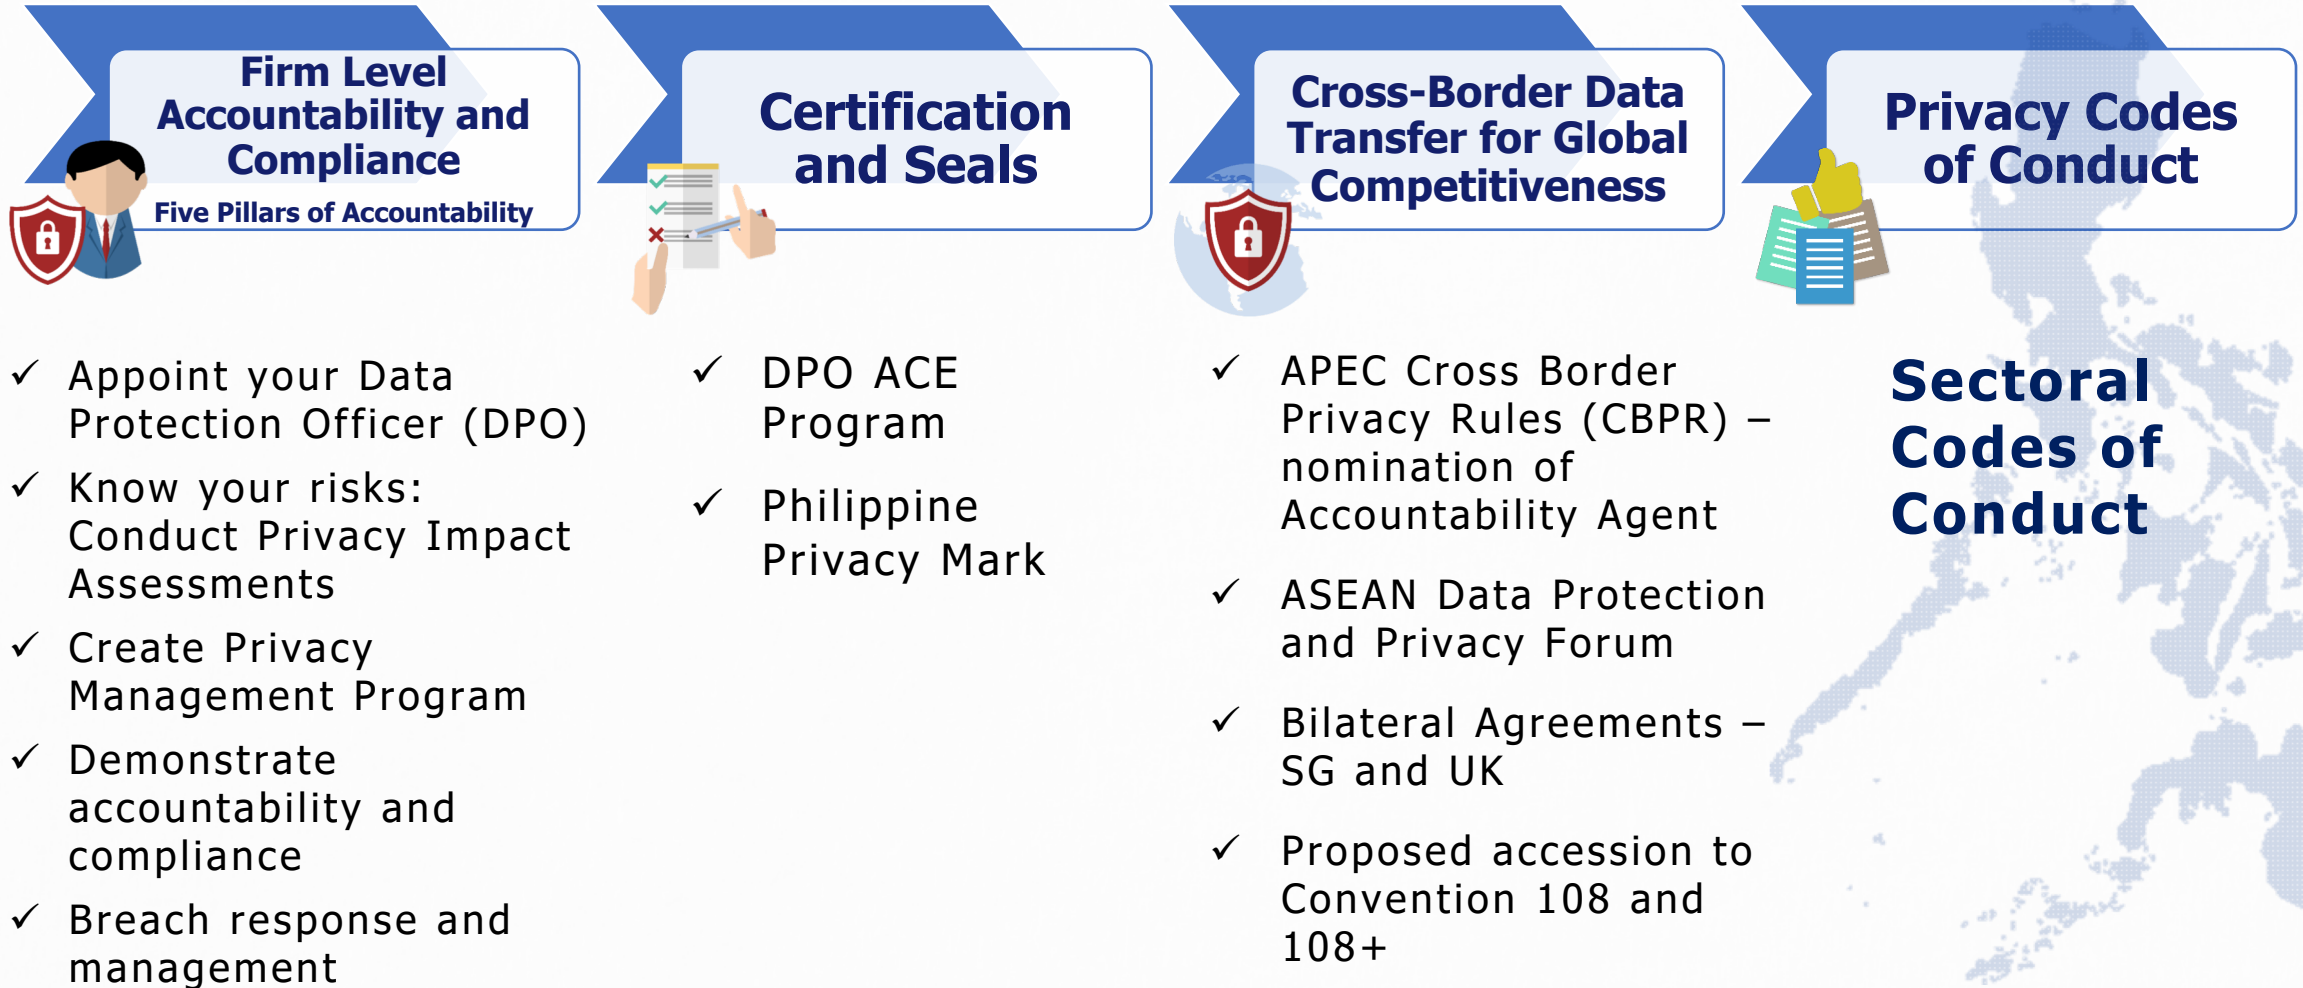 Firm Level
Accountability and
Compliance
Five Pillars of Accountability
✓ Appoint your Data
Protection Officer (DPO)
✓ Know your risks:
Conduct Privacy Impact
Assessments
✓ Create Privacy
Management Program
✓ Demonstrate
accountability and
compliance
✓ Breach response and
management
Certification
and Seals
✓ DPO ACE
Program
✓ Philippine
Privacy Mark
Cross-Border Data
Transfer for Global
Competitiveness
✓ APEC Cross Border
Privacy Rules (CBPR) –
nomination of
Accountability Agent
✓ ASEAN Data Protection
and Privacy Forum
✓ Bilateral Agreements –
SG and UK
✓ Proposed accession to
Convention 108 and
108+
Privacy Codes
of Conduct
Sectoral
Codes of
Conduct